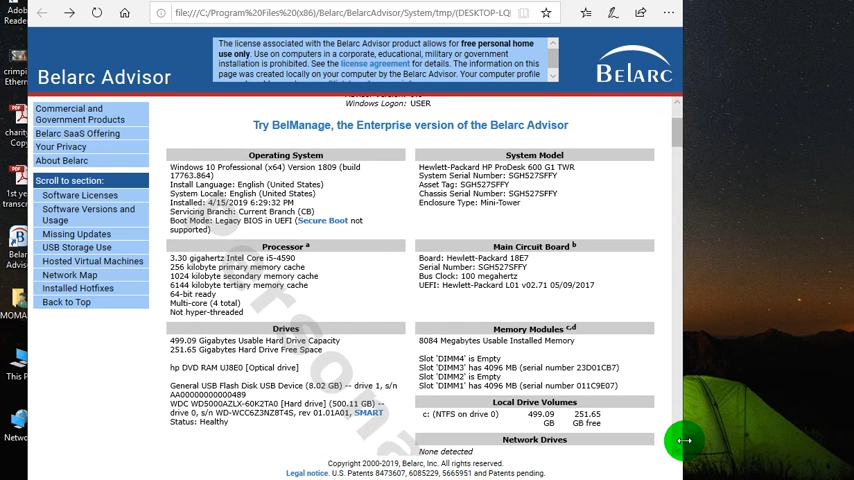 Adobe
Reade
file:///C:/Program%20Files%20(x86)/Belarc/BelarcAdvisor/System/tmp/(DESKTOP-LQ
Belarc Advisor
The license associated with the Belarc Advisor product allows for free personal home
use only. Use on computers in a corporate, educational, military or government
installation is prohibited. See the license agreement for details. The information on
this page was created locally on your computer by the Belarc Advisor. Your computer profile
BELARC
crimpi
Ethern
charity
1st ye
Belarc
Advis
MOMA
This P
Netwo
Commercial and
Government Products
Belarc SaaS Offering
Your Privacy
About Belarc
Scroll to section:
Software Licenses
Software Versions and
Usage
Missing Updates
USB Storage Use
Hosted Virtual Machines
Network Map
Installed Hotfixes
Back to Top
Windows Logon: USER
Try BelManage, the Enterprise version of the Belarc Advisor
Operating System
Windows 10 Professional (x64) Version 1809 (build
17763.864)
Install Language: English (United States)
System Locale: English (United States)
Installed: 4/15/2019 6:29:32 PM
Servicing Branch: Current Branch (CB)
Boot Mode: Legacy BIOS in UEFI (Secure Boot not
supported)
System Model
Hewlett-Packard HP ProDesk 600 G1 TWR
System Serial Number: SGH527SFFY
Asset Tag: SGH527SFFY
Chassis Serial Number: SGH527SFFY
Enclosure Type: Mini-Tower
Processor a
3.30 gigahertz Intel Core i5-4590
256 kilobyte primary memory cache
1024 kilobyte secondary memory cache
6144 kilobyte tertiary memory cache
64-bit ready
Multi-core (4 total)
Not hyper-threaded
Main Circuit Board b
Board: Hewlett-Packard 18E7
Serial Number: SGH527SFFY
Bus Clock: 100 megahertz
UEFI: Hewlett-Packard L01 v02.71 05/09/2017
Drives
499.09 Gigabytes Usable Hard Drive Capacity
251.65 Gigabytes Hard Drive Free Space
hp DVD RAM UJ8E0 [Optical drive]
General USB Flash Disk USB Device (8.02 GB) -- drive 1, s/n
AA00000000000489
WDC WD5000AZLX-60K2TA0 [Hard drive] (500.11 GB) --
drive 0, s/n WD-WCC6Z3NZ8T4S, rev 01.01A01, SMART
Status: Healthy
Memory Modules c,d
8084 Megabytes Usable Installed Memory
Slot 'DIMM4' is Empty
Slot 'DIMM3' has 4096 MB (serial number 23D01CB7)
Slot 'DIMM2' is Empty
Slot 'DIMM1' has 4096 MB (serial number 011C9E07)
Local Drive Volumes
c: (NTFS on drive 0) 499.09 251.65
GB GB free
Network Drives
None detected
Persona
Copyright 2000-2019, Belarc, Inc. All rights reserved.
Legal notice. U.S. Patents 8473607, 6085229, 5665951 and Patents pending.